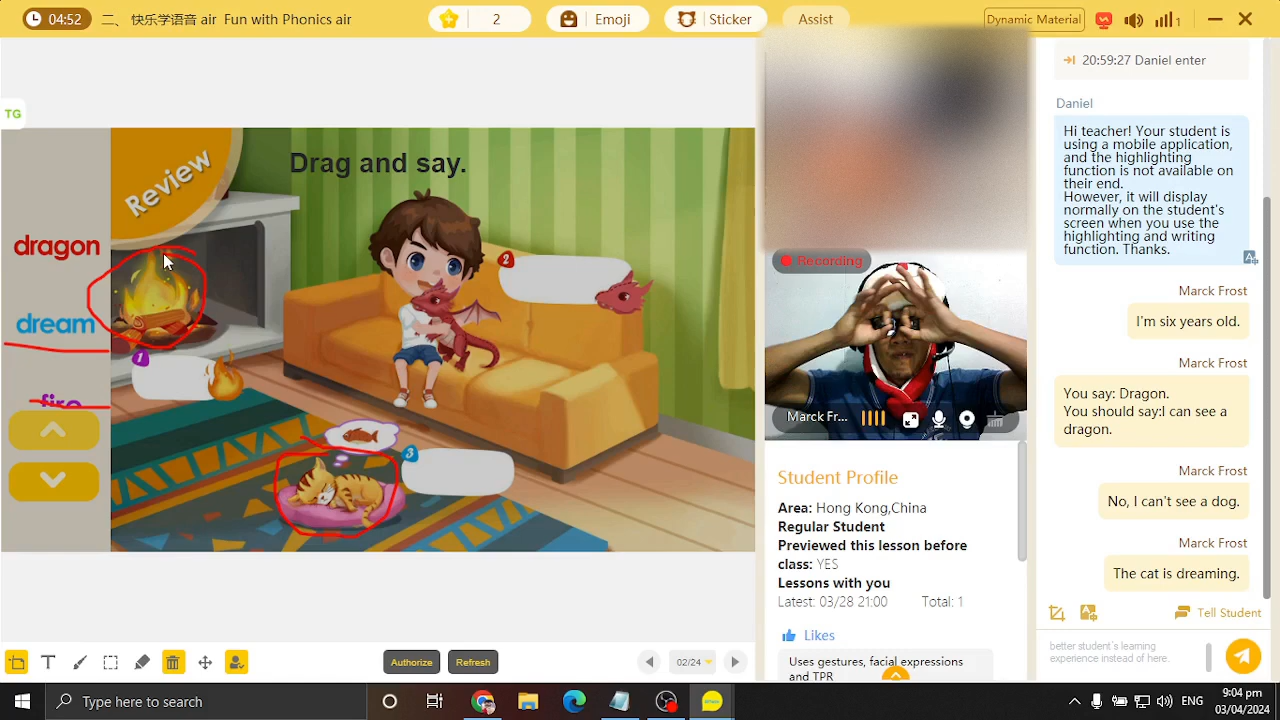 04:52
二、快乐学语音 air Fun with Phonics air
2
Emoji
Sticker
Assist
Dynamic Material
1
TG
Review
Drag and say.
dragon
dream
fire
1
2
3
Authorize
Refresh
02/24
Recording
Marck Fr...
Student Profile
Area: Hong Kong,China
Regular Student
Previewed this lesson before
class: YES
Lessons with you
Latest: 03/28 21:00 Total: 1
Likes
Uses gestures, facial expressions
and TPR
20:59:27 Daniel enter
Daniel
Hi teacher! Your student is
using a mobile application,
and the highlighting
function is not available on
their end.
However, it will display
normally on the student's
screen when you use the
highlighting and writing
function. Thanks.
Marck Frost
I'm six years old.
Marck Frost
You say: Dragon.
You should say:I can see a
dragon.
Marck Frost
No, I can't see a dog.
Marck Frost
The cat is dreaming.
Tell Student
better student's learning
experience instead of here.
Type here to search
ENG
9:04 pm
03/04/2024